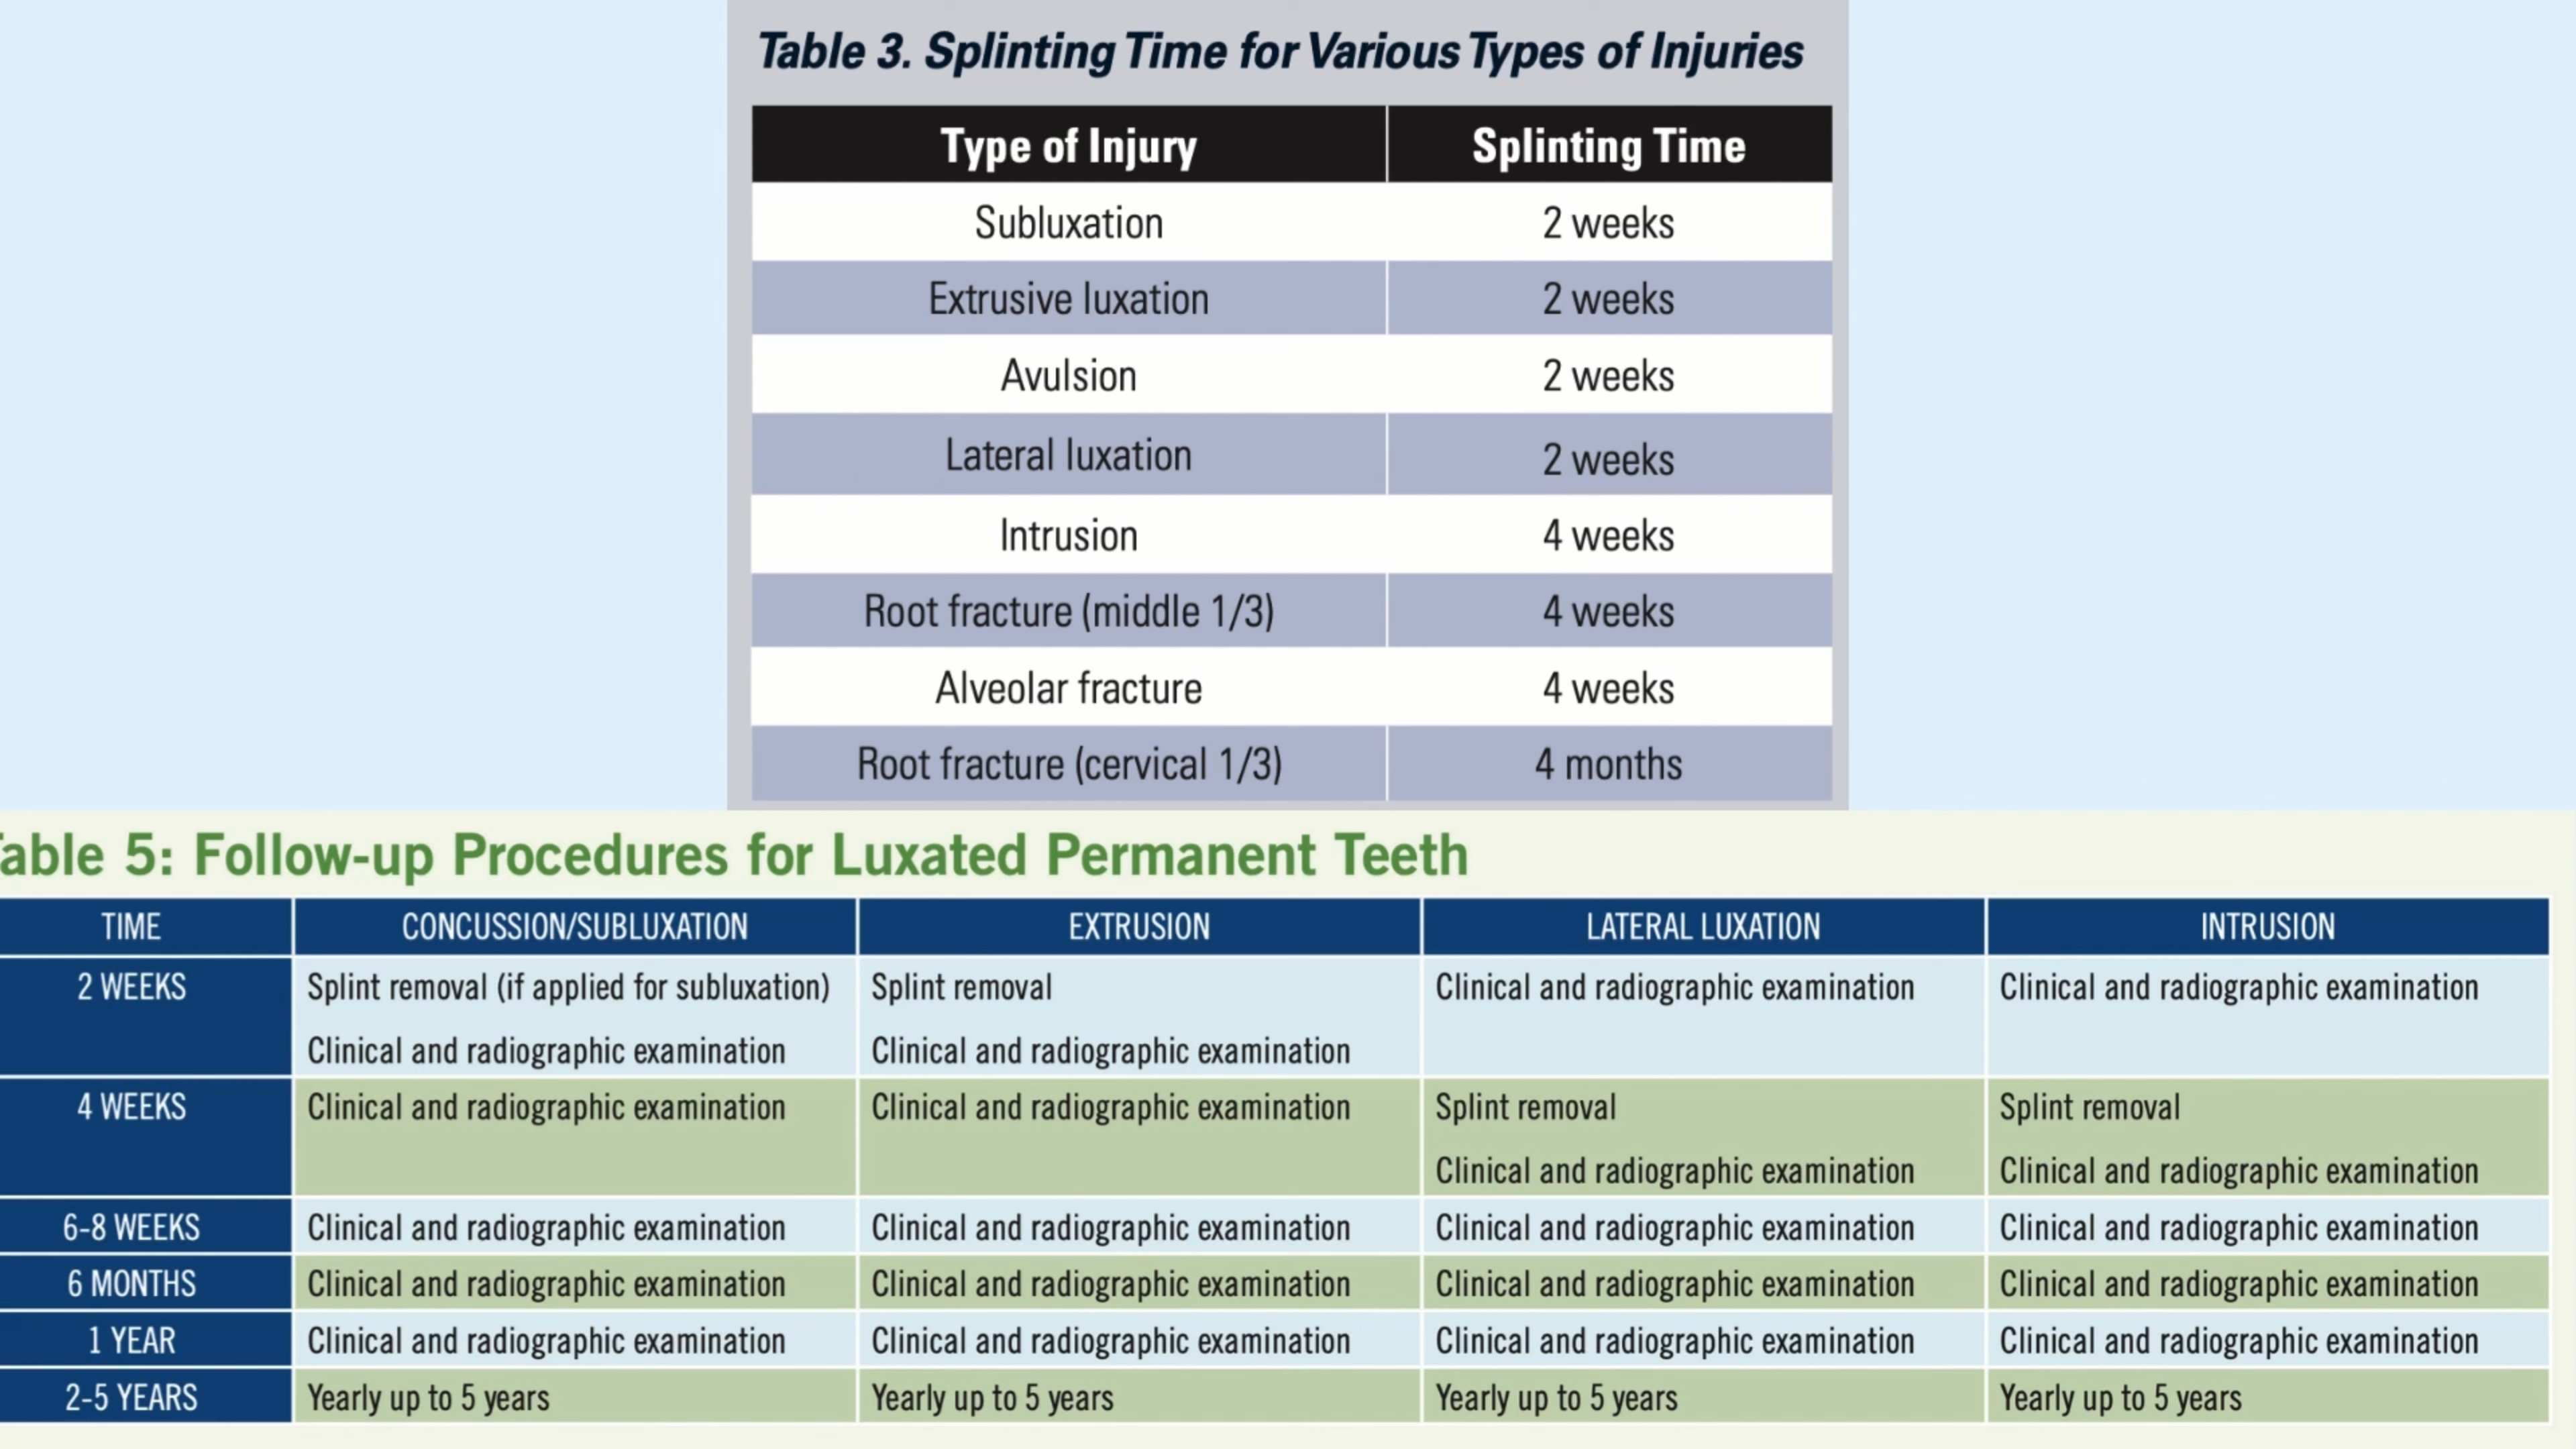 Table 3. Splinting Time for Various Types of Injuries
Type of Injury Splinting Time
Subluxation 2 weeks
Extrusive luxation 2 weeks
Avulsion 2 weeks
Lateral luxation 2 weeks
Intrusion 4 weeks
Root fracture (middle 1/3) 4 weeks
Alveolar fracture 4 weeks
Root fracture (cervical 1/3) 4 months
able 5: Follow-up Procedures for Luxated Permanent Teeth
TIME CONCUSSION/SUBLUXATION EXTRUSION LATERAL LUXATION INTRUSION
2 WEEKS Splint removal (if applied for subluxation) Splint removal Clinical and radiographic examination Clinical and radiographic examination
Clinical and radiographic examination Clinical and radiographic examination
4 WEEKS Clinical and radiographic examination Clinical and radiographic examination Splint removal Splint removal
Clinical and radiographic examination Clinical and radiographic examination
6-8 WEEKS Clinical and radiographic examination Clinical and radiographic examination Clinical and radiographic examination Clinical and radiographic examination
6 MONTHS Clinical and radiographic examination Clinical and radiographic examination Clinical and radiographic examination Clinical and radiographic examination
1 YEAR Clinical and radiographic examination Clinical and radiographic examination Clinical and radiographic examination Clinical and radiographic examination
2-5 YEARS Yearly up to 5 years Yearly up to 5 years Yearly up to 5 years Yearly up to 5 years